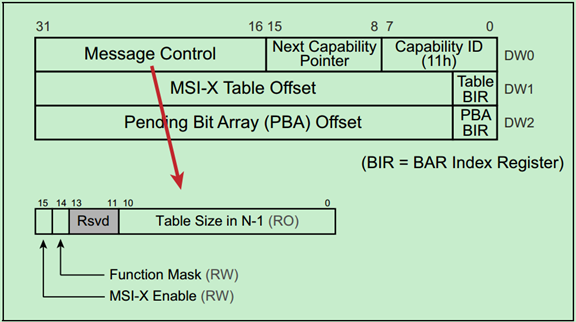 31 16 15 8 7 0
Message Control Next Capability Pointer Capability ID (11h) DW0
MSI-X Table Offset Table BIR DW1
Pending Bit Array (PBA) Offset PBA BIR DW2
(BIR = BAR Index Register)
15 14 13 11 10 0
Rsvd Table Size in N-1 (RO)
Function Mask (RW)
MSI-X Enable (RW)